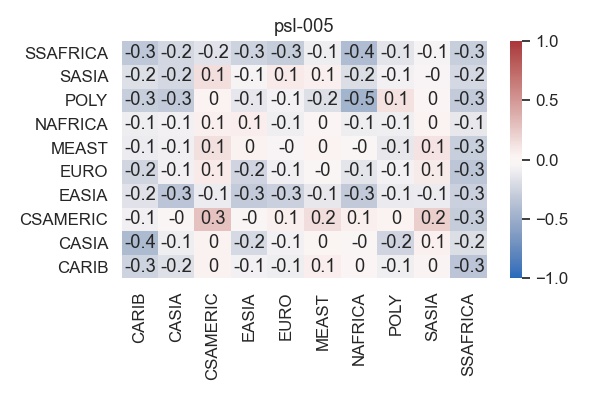 psl-005
SSAFRICA -0.3 -0.2 -0.2 -0.3 -0.3 -0.1 -0.4 -0.1 -0.1 -0.3
SASIA -0.2 -0.2 0.1 -0.1 0.1 0.1 -0.2 -0.1 -0 -0.2
POLY -0.3 -0.3 0 -0.1 -0.1 -0.2 -0.5 0.1 0 -0.3
NAFRICA -0.1 -0.1 0.1 0.1 -0.1 0 -0.1 -0.1 0 -0.1
MEAST -0.1 -0.1 0.1 0 -0 0 -0 -0.1 0.1 -0.3
EURO -0.2 -0.1 0.1 -0.2 -0.1 -0 -0.1 -0.1 0.1 -0.3
EASIA -0.2 -0.3 -0.1 -0.3 -0.3 -0.1 -0.3 -0.1 -0.1 -0.3
CSAMERIC -0.1 -0 0.3 -0 0.1 0.2 0.1 0 0.2 -0.3
CASIA -0.4 -0.1 0 -0.2 -0.1 0 -0 -0.2 0.1 -0.2
CARIB -0.3 -0.2 0 -0.1 -0.1 0.1 0 -0.1 0 -0.3
CARIB CASIA CSAMERIC EASIA EURO MEAST NAFRICA POLY SASIA SSAFRICA
1.0
0.5
0.0
−0.5
−1.0